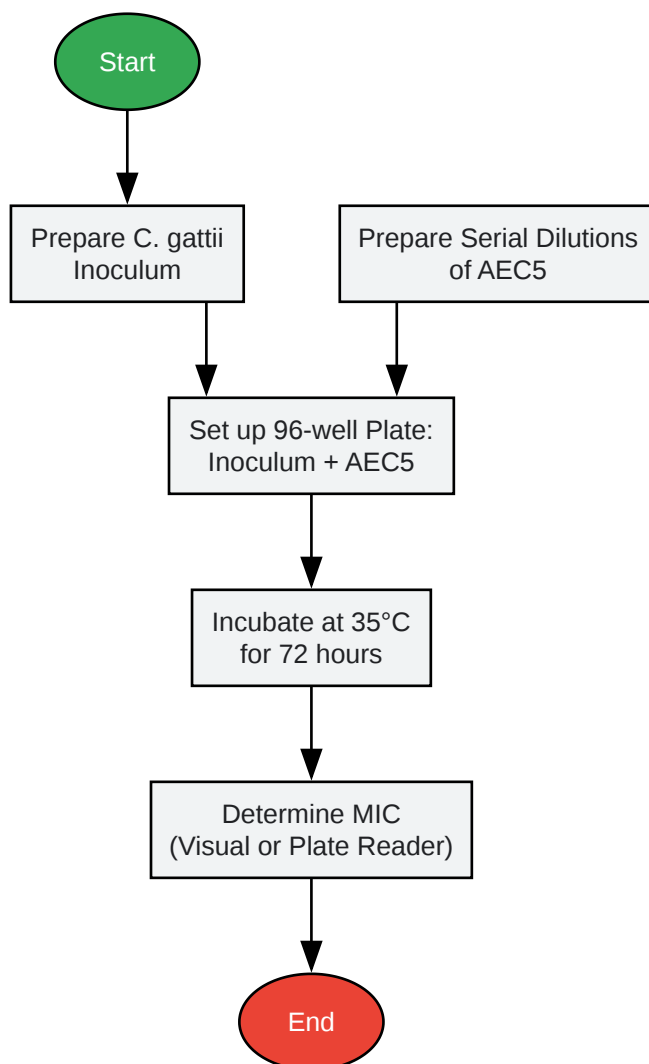 Start
Prepare C. gattii
Inoculum
Prepare Serial Dilutions
of AEC5
Set up 96-well Plate:
Inoculum + AEC5
Incubate at 35°C
for 72 hours
Determine MIC
(Visual or Plate Reader)
End